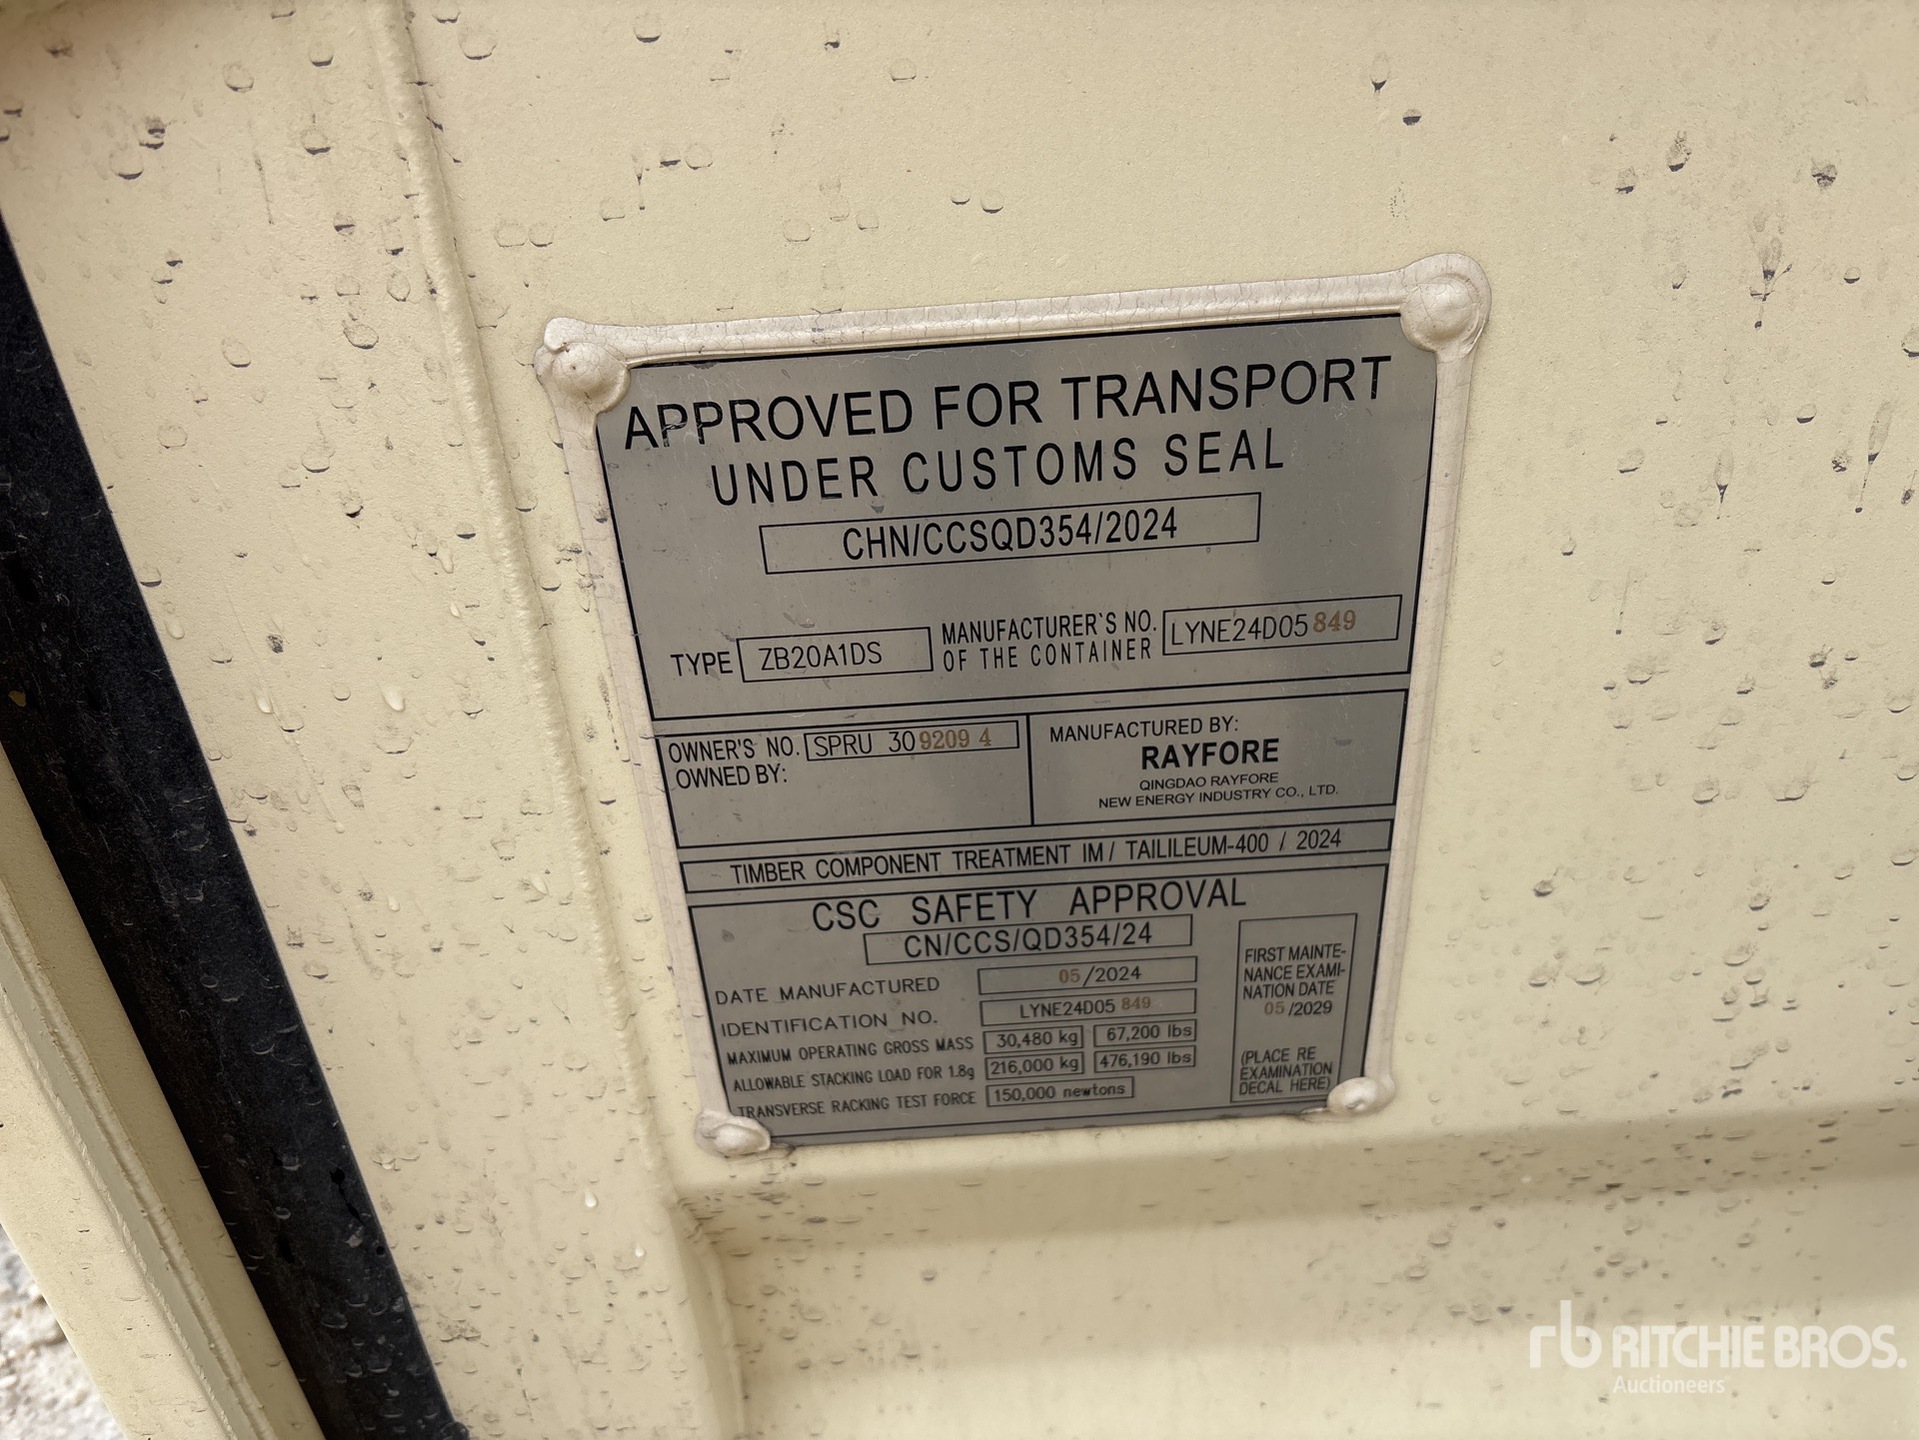 APPROVED FOR TRANSPORT
UNDER CUSTOMS SEAL
CHN/CCSQD354/2024
TYPE ZB20A1DS MANUFACTURER'S NO. OF THE CONTAINER LYNE24D05849
OWNER'S NO. SPRU 309209 4
OWNED BY:
MANUFACTURED BY:
RAYFORE
QINGDAO RAYFORE
NEW ENERGY INDUSTRY CO., LTD.
TIMBER COMPONENT TREATMENT IM / TAILILEUM-400 / 2024
CSC SAFETY APPROVAL
CN/CCS/QD354/24
DATE MANUFACTURED 05/2024
IDENTIFICATION NO. LYNE24D05849
MAXIMUM OPERATING GROSS MASS 30,480 kg 67,200 lbs
ALLOWABLE STACKING LOAD FOR 1.8g 216,000 kg 476,190 lbs
TRANSVERSE RACKING TEST FORCE 150,000 newtons
FIRST MAINTE-
NANCE EXAMI-
NATION DATE
05/2029
(PLACE RE
EXAMINATION
DECAL HERE)
rb RITCHIE BROS.
Auctioneers